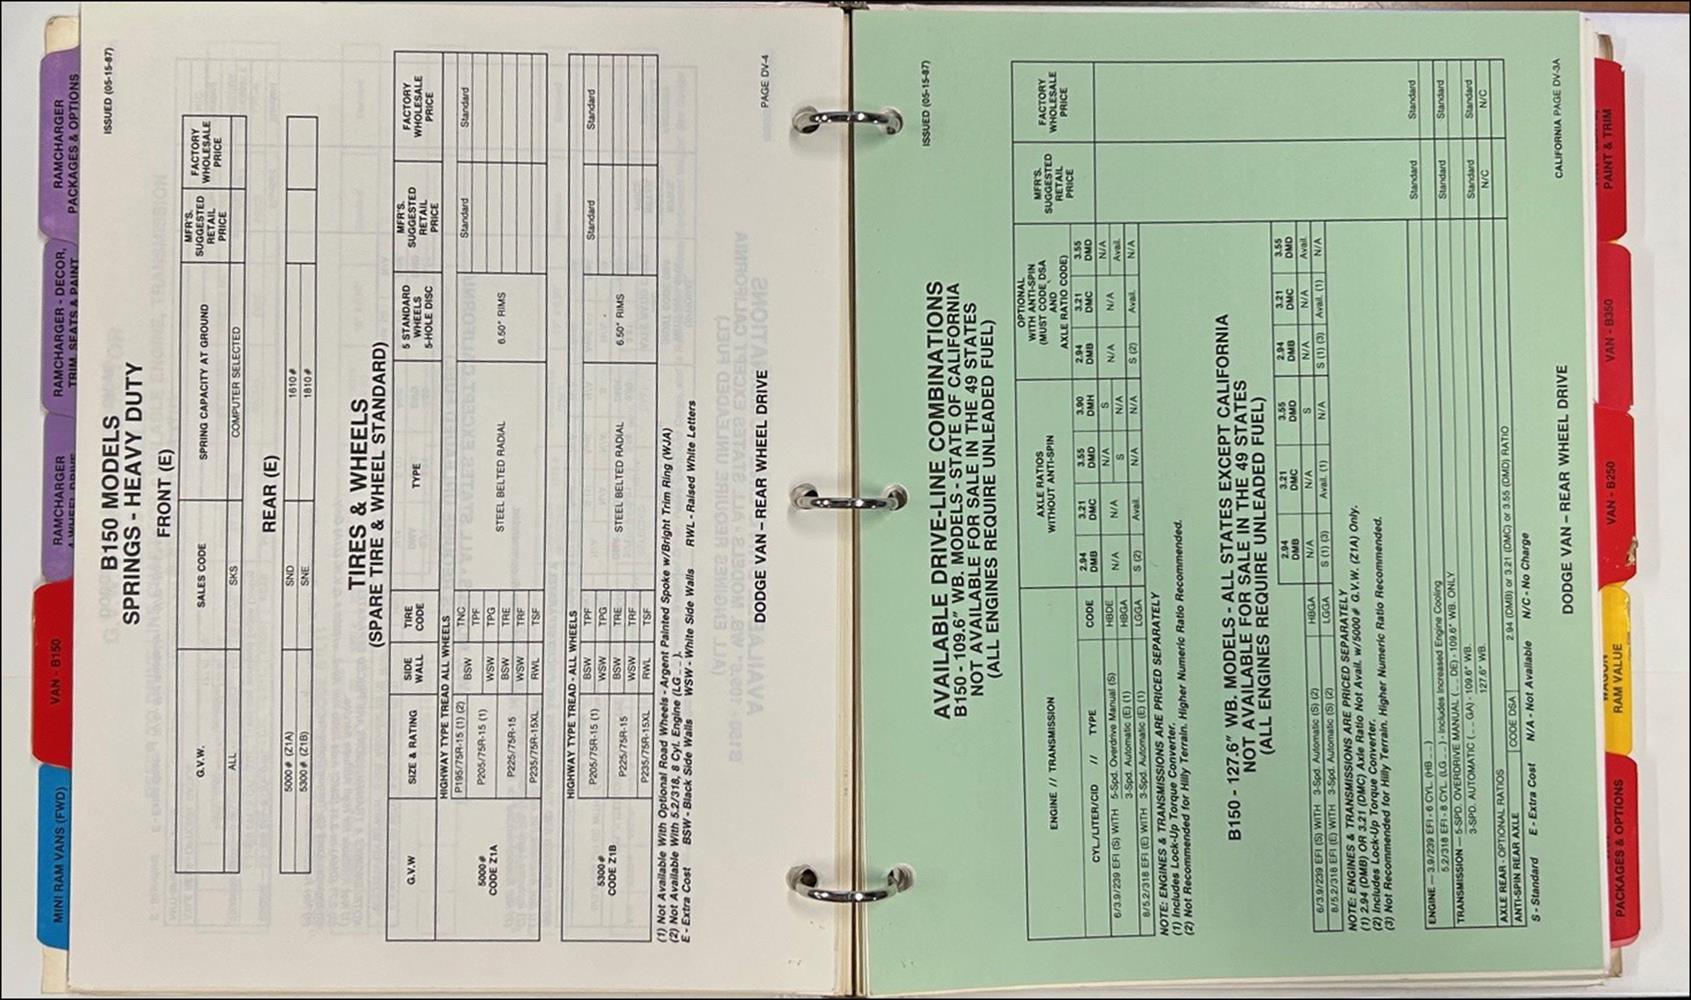 ISSUED (05-15-87)
B150 MODELS
SPRINGS - HEAVY DUTY
FRONT (E)
G.V.W. SALES CODE SPRING CAPACITY AT GROUND MFR'S. SUGGESTED RETAIL PRICE FACTORY WHOLESALE PRICE
ALL SKS COMPUTER SELECTED
REAR (E)
5000# (Z1A) SND 1610#
5300# (Z1B) SNE 1810#
TIRES & WHEELS
(SPARE TIRE & WHEEL STANDARD)
G.V.W SIZE & RATING SIDE WALL TIRE CODE TYPE 5 STANDARD WHEELS 5-HOLE DISC MFR'S. SUGGESTED RETAIL PRICE FACTORY WHOLESALE PRICE
HIGHWAY TYPE TREAD ALL WHEELS
5000# CODE Z1A
P195/75R-15 (1) (2) BSW TNC Standard Standard
P205/75R-15 (1) BSW TPF
WSW TPG
STEEL BELTED RADIAL 6.50" RIMS
P225/75R-15 BSW TRE
WSW TRF
P235/75R-15XL RWL TSF
HIGHWAY TYPE TREAD - ALL WHEELS
5300# CODE Z1B
P205/75R-15 (1) BSW TPF Standard Standard
WSW TPG
P225/75R-15 BSW TRE STEEL BELTED RADIAL 6.50" RIMS
WSW TRF
P235/75R-15XL RWL TSF
(1) Not Available With Optional Road Wheels - Argent Painted Spoke w/Bright Trim Ring (WJA)
(2) Not Available With 5.2/318, 8 Cyl. Engine (LG _ _).
E - Extra Cost BSW - Black Side Walls WSW - White Side Walls RWL - Raised White Letters
DODGE VAN – REAR WHEEL DRIVE
PAGE DV-4
ISSUED (05-15-87)
AVAILABLE DRIVE-LINE COMBINATIONS
B150 - 109.6" WB. MODELS - STATE OF CALIFORNIA
NOT AVAILABLE FOR SALE IN THE 49 STATES
(ALL ENGINES REQUIRE UNLEADED FUEL)
ENGINE // TRANSMISSION AXLE RATIOS WITHOUT ANTI-SPIN OPTIONAL WITH ANTI-SPIN (MUST CODE DSA AND AXLE RATIO CODE) MFR'S. SUGGESTED RETAIL PRICE FACTORY WHOLESALE PRICE
CYL/LITER/CID // TYPE CODE 2.94 DMB 3.21 DMC 3.55 DMD 3.90 DMH 2.94 DMB 3.21 DMC 3.55 DMD
6/3.9/239 EFI (S) WITH 5-Spd. Overdrive Manual (S) HBDE N/A N/A N/A S N/A N/A N/A
3-Spd. Automatic (E) (1) HBGA S N/A Avail.
8/5.2/318 EFI (E) WITH 3-Spd. Automatic (E) (1) LGGA S (2) Avail. N/A N/A S (2) Avail. N/A
NOTE: ENGINES & TRANSMISSIONS ARE PRICED SEPARATELY
(1) Includes Lock-Up Torque Converter.
(2) Not Recommended for Hilly Terrain. Higher Numeric Ratio Recommended.
B150 - 127.6" WB. MODELS - ALL STATES EXCEPT CALIFORNIA
NOT AVAILABLE FOR SALE IN THE 49 STATES
(ALL ENGINES REQUIRE UNLEADED FUEL)
2.94 DMB 3.21 DMC 3.55 DMD 2.94 DMB 3.21 DMC 3.55 DMD
6/3.9/239 EFI (S) WITH 3-Spd. Automatic (S) (2) HBGA N/A N/A S N/A N/A Avail.
8/5.2/318 EFI (E) WITH 3-Spd. Automatic (S) (2) LGGA S (1) (3) Avail. (1) N/A S (1) (3) Avail. (1) N/A
NOTE: ENGINES & TRANSMISSIONS ARE PRICED SEPARATELY
(1) 2.94 (DMB) OR 3.21 (DMC) Axle Ratio Not Avail. w/5000# G.V.W. (Z1A) Only.
(2) Includes Lock-Up Torque Converter.
(3) Not Recommended for Hilly Terrain. Higher Numeric Ratio Recommended.
ENGINE — 3.9/239 EFI - 6 CYL. (HB _ _) Standard Standard
5.2/318 EFI - 8 CYL. (LG _ _) - Includes Increased Engine Cooling
TRANSMISSION — 5-SPD. OVERDRIVE MANUAL ( _ _ DE) - 109.6" WB. ONLY Standard Standard
3-SPD. AUTOMATIC ( _ _ GA) - 109.6" WB.
127.6" WB. Standard Standard
AXLE REAR - OPTIONAL RATIOS N/C N/C
ANTI-SPIN REAR AXLE CODE DSA 2.94 (DMB) or 3.21 (DMC) or 3.55 (DMD) RATIO
S - Standard E - Extra Cost N/A - Not Available N/C - No Charge
DODGE VAN – REAR WHEEL DRIVE
CALIFORNIA PAGE DV-3A
MINI RAM VANS (FWD)
VAN - B150
RAMCHARGER
RAMCHARGER - DECOR,
TRIM, SEATS & PAINT
RAMCHARGER
PACKAGES & OPTIONS
PAINT & TRIM
VAN - B350
VAN - B250
WAGON
RAM VALUE
PACKAGES & OPTIONS